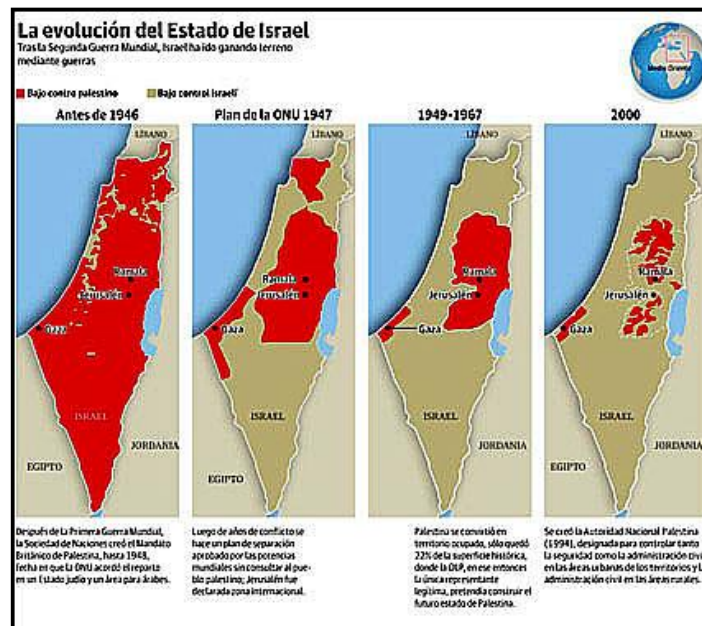 La evolución del Estado de Israel
Tras la Segunda Guerra Mundial, Israel ha ido ganando terreno
mediante guerras
Medio Oriente
Bajo contro palestino
Bajo control israelí
Antes de 1946
LÍBANO
Ramala
Jerusalén
Gaza
ISRAEL
JORDANIA
EGIPTO
Después de la Primera Guerra Mundial,
la Sociedad de Naciones creó el Mandato
Británico de Palestina, hasta 1948,
fecha en que la ONU acordó el reparto
en un Estado judío y un área para árabes.
Plan de la ONU 1947
LÍBANO
Ramala
Jerusalén
Gaza
ISRAEL
JORDANIA
EGIPTO
Luego de años de conflicto se
hace un plan de separación
aprobado por las potencias
mundiales sin consultar al pue-
blo palestino; Jerusalén fue
declarada zona internacional.
1949-1967
LÍBANO
Ramala
Jerusalén
Gaza
ISRAEL
JORDANIA
EGIPTO
Palestina se convirtió en
territorio ocupado, sólo quedó
22% de la superficie histórica,
donde la OLP, en ese entonces
la única representante
legítima, pretendía construir el
futuro estado de Palestina.
2000
LÍBANO
Ramala
Jerusalén
Gaza
ISRAEL
JORDANIA
EGIPTO
Se creó la Autoridad Nacional Palestina
(1994), designada para controlar tanto
la seguridad como la administración civi
en las áreas urbanas de los territorios y l
administración civil en las áreas rurales.